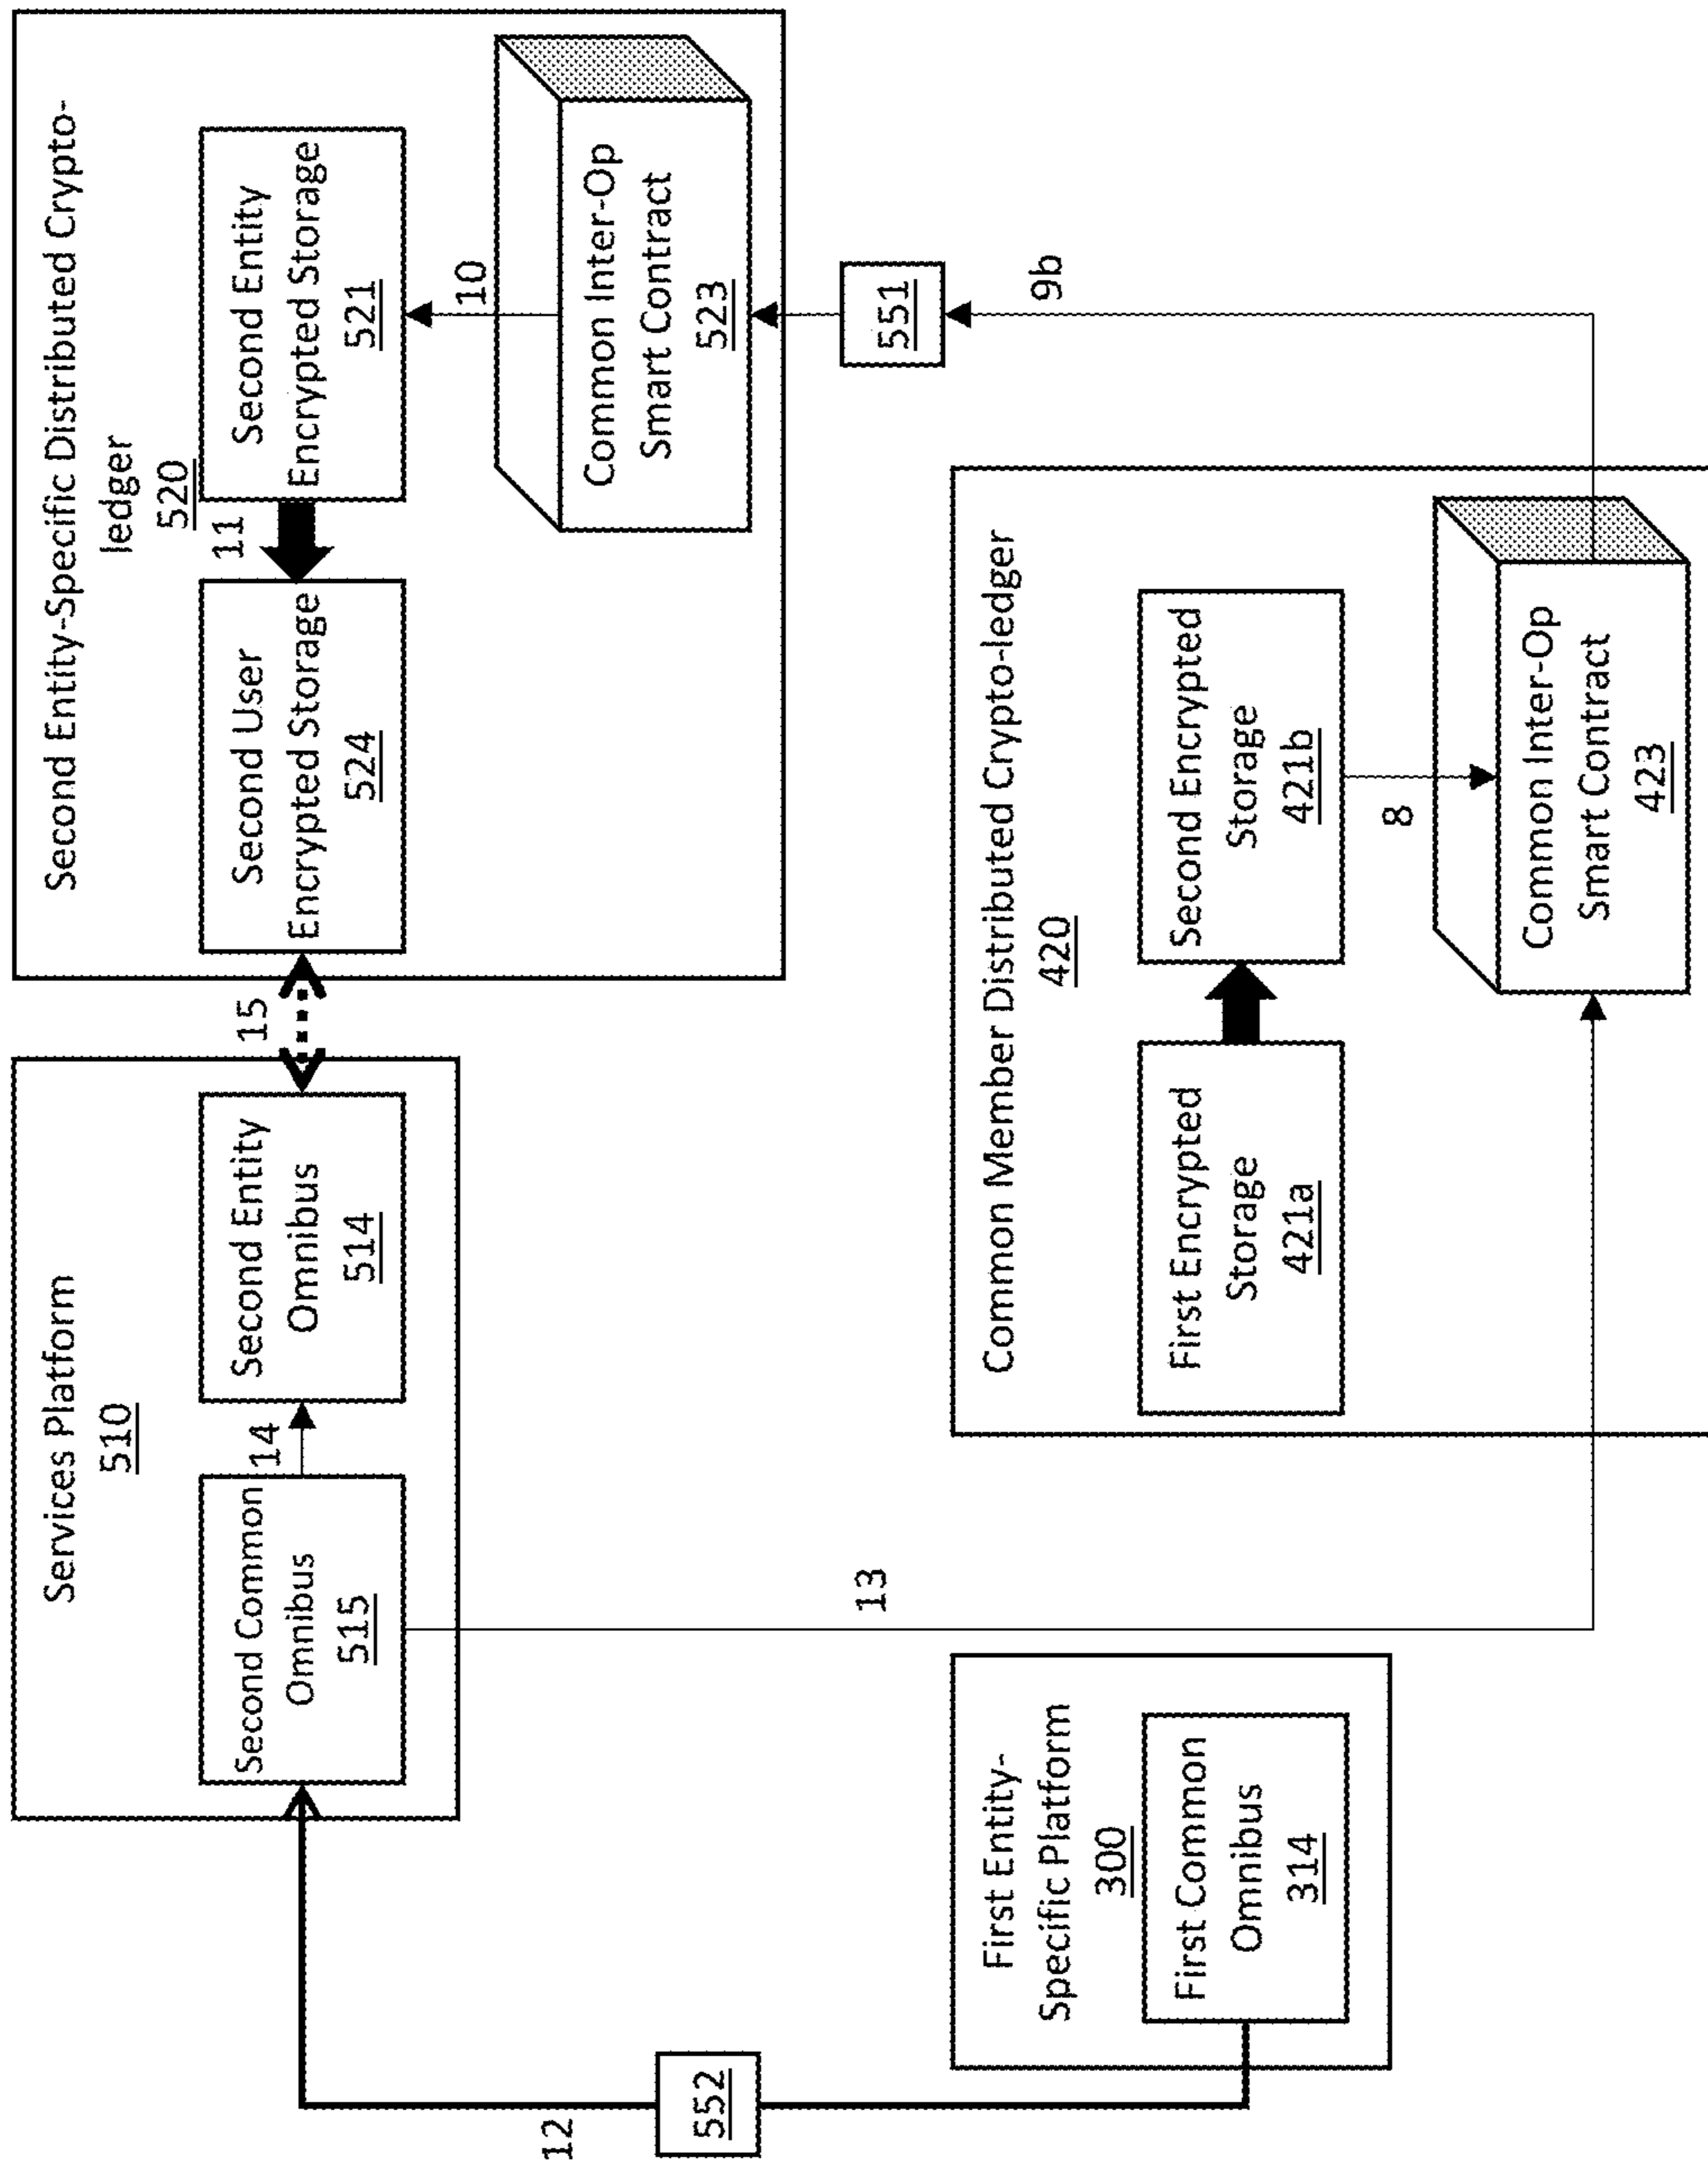 Services Platform
510
Second Common
Omnibus
515
14
Second Entity
Omnibus
514
15
Second Entity-Specific Distributed Crypto-
ledger
520
Second User
Encrypted Storage
524
11
Second Entity
Encrypted Storage
521
10
Common Inter-Op
Smart Contract
523
12
552
13
551
9b
First Entity-
Specific Platform
300
First Common
Omnibus
314
Common Member Distributed Crypto-ledger
420
First Encrypted
Storage
421a
Second Encrypted
Storage
421b
8
Common Inter-Op
Smart Contract
423